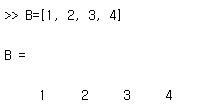 >> B=[1, 2, 3, 4]
B =
1 2 3 4